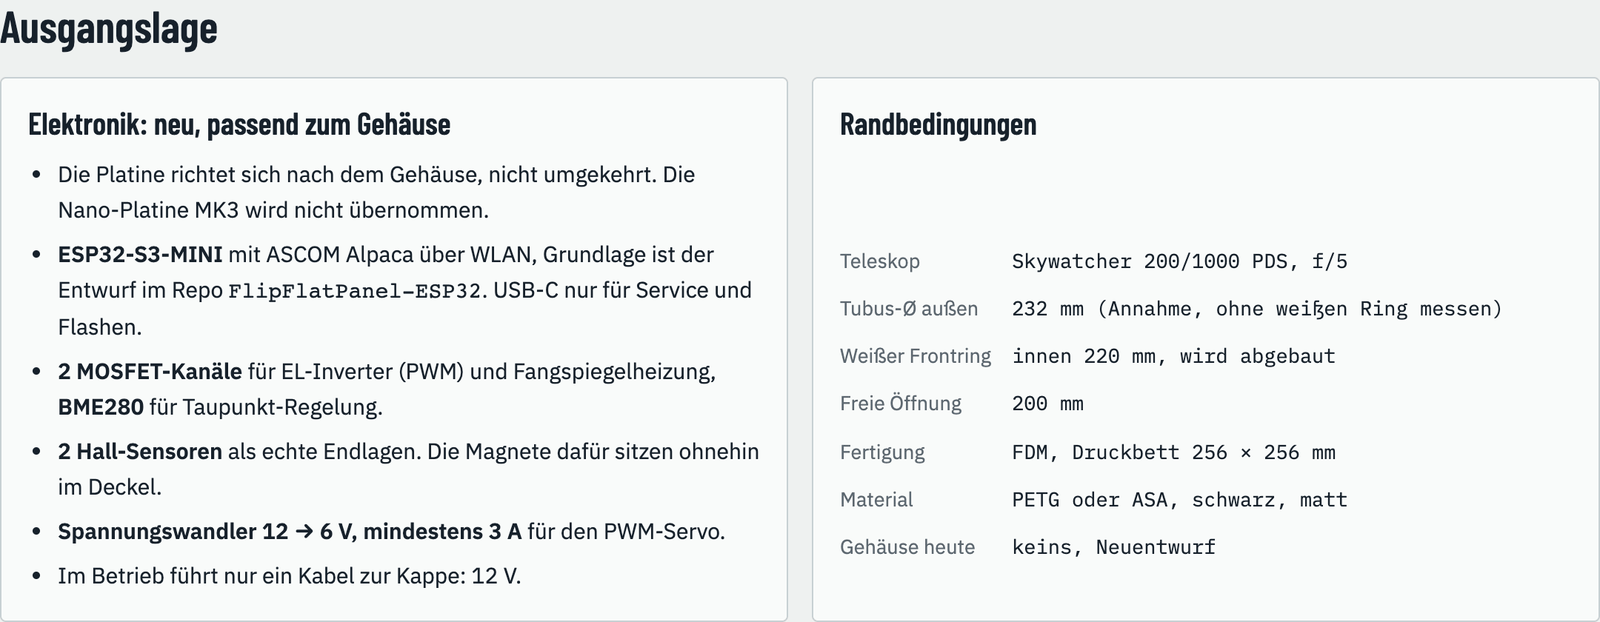 Ausgangslage
Elektronik: neu, passend zum Gehäuse
• Die Platine richtet sich nach dem Gehäuse, nicht umgekehrt. Die
Nano-Platine MK3 wird nicht übernommen.
• ESP32-S3-MINI mit ASCOM Alpaca über WLAN, Grundlage ist der
Entwurf im Repo FlipFlatPanel-ESP32. USB-C nur für Service und
Flashen.
• 2 MOSFET-Kanäle für EL-Inverter (PWM) und Fangspiegelheizung,
BME280 für Taupunkt-Regelung.
• 2 Hall-Sensoren als echte Endlagen. Die Magnete dafür sitzen ohnehin
im Deckel.
• Spannungswandler 12 → 6 V, mindestens 3 A für den PWM-Servo.
• Im Betrieb führt nur ein Kabel zur Kappe: 12 V.
Randbedingungen
Teleskop Skywatcher 200/1000 PDS, f/5
Tubus-Ø außen 232 mm (Annahme, ohne weißen Ring messen)
Weißer Frontring innen 220 mm, wird abgebaut
Freie Öffnung 200 mm
Fertigung FDM, Druckbett 256 × 256 mm
Material PETG oder ASA, schwarz, matt
Gehäuse heute keins, Neuentwurf